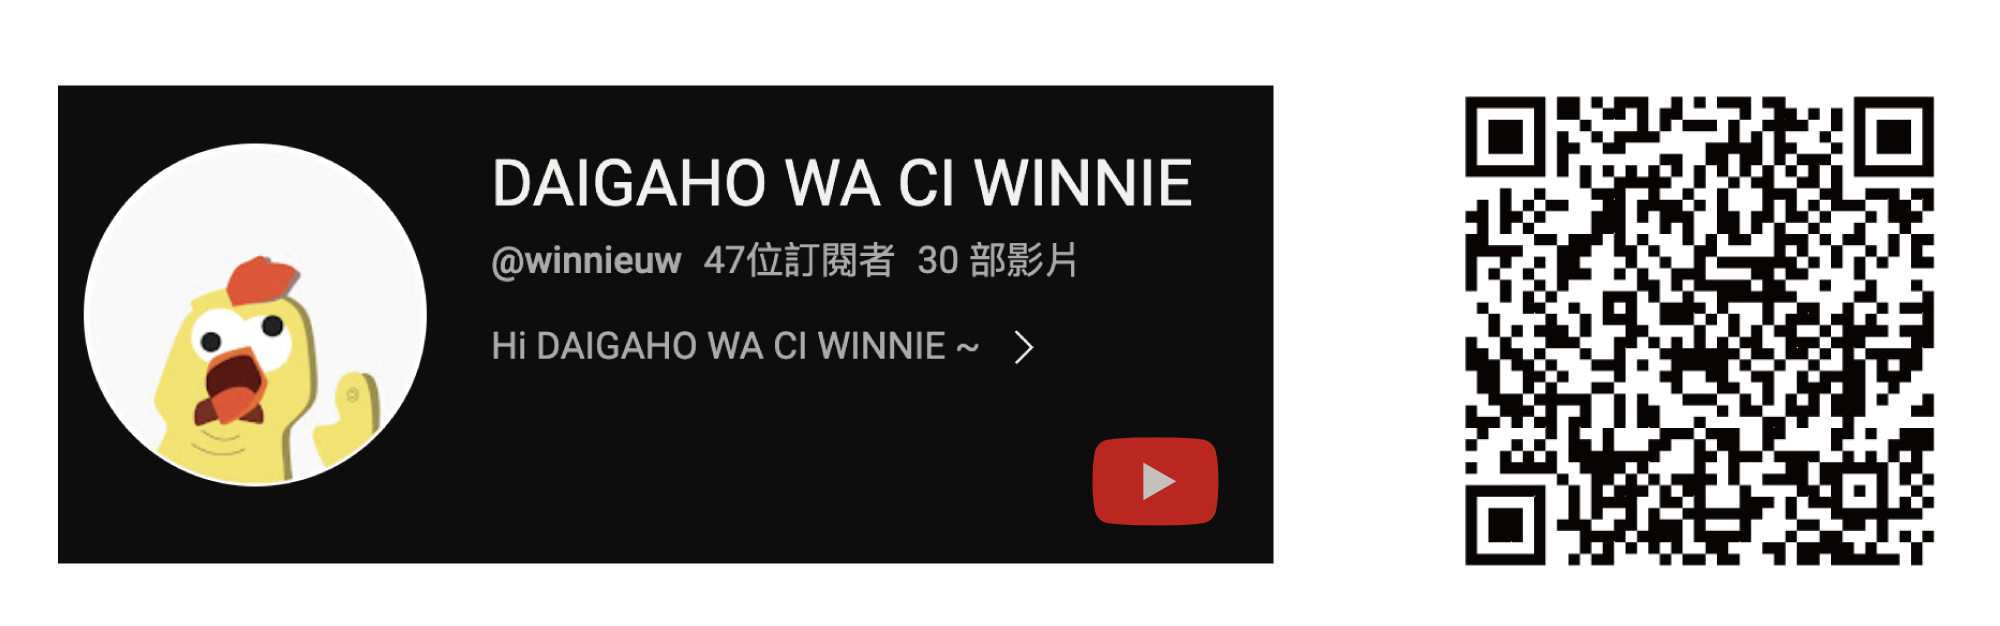 DAIGAHO WA CI WINNIE
@winnieuw 47位訂閱者 30 部影片
Hi DAIGAHO WA CI WINNIE ~